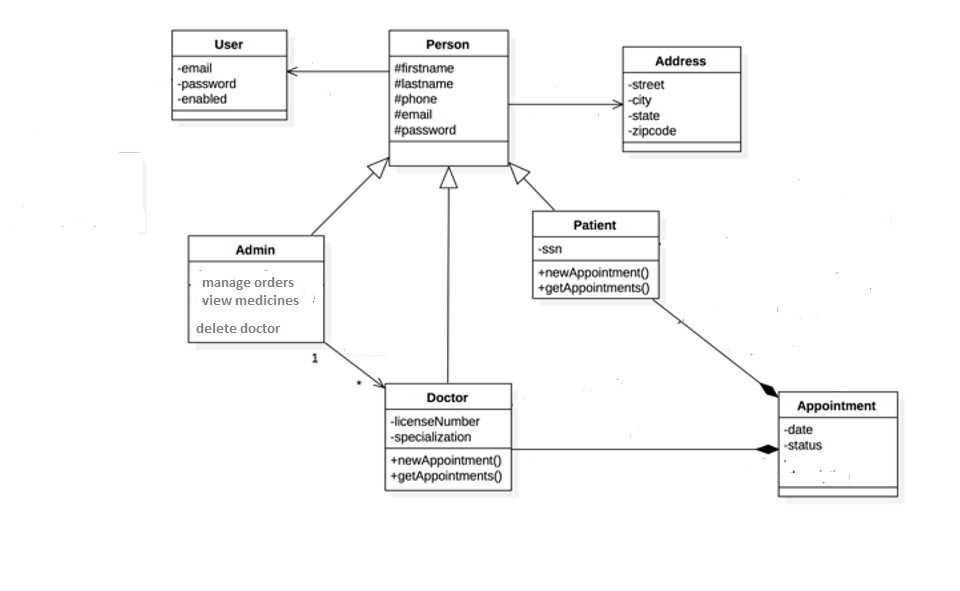 User
-email
-password
-enabled
Person
#firstname
#lastname
#phone
#email
#password
Address
-street
-city
-state
-zipcode
Admin
manage orders
view medicines
delete doctor
Patient
-ssn
+newAppointment()
+getAppointments()
1
*
Doctor
-licenseNumber
-specialization
+newAppointment()
+getAppointments()
Appointment
-date
-status